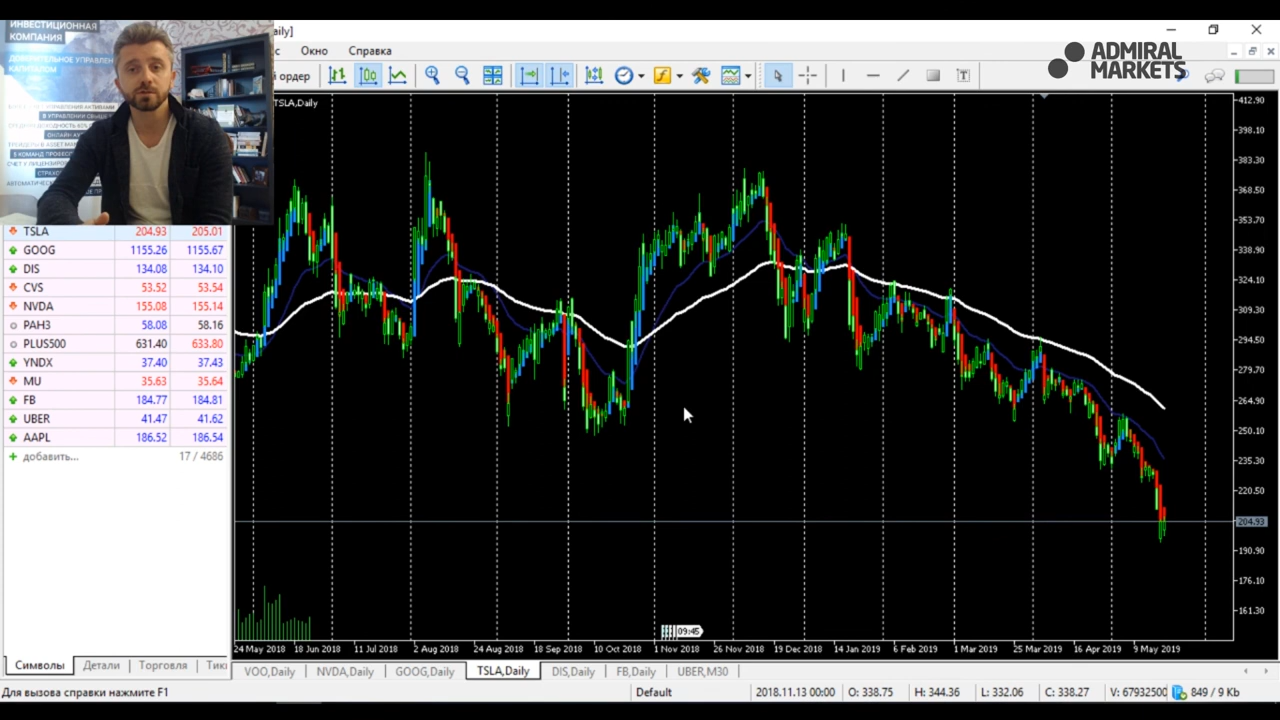 ИНВЕСТИЦИОННАЯ
КОМПАНИЯ
aily]
Окно Справка
ADMIRAL
MARKETS
й ордер
TSLA,Daily
412.90
398.10
383.30
368.50
353.70
338.90
324.10
309.30
294.50
279.70
264.90
250.10
235.30
220.50
204.93
190.90
176.10
161.30
TSLA 204.93 205.01
GOOG 1155.26 1155.67
DIS 134.08 134.10
CVS 53.52 53.54
NVDA 155.08 155.14
PAH3 58.08 58.16
PLUS500 631.40 633.80
YNDX 37.40 37.43
MU 35.63 35.64
FB 184.77 184.81
UBER 41.47 41.62
AAPL 186.52 186.54
добавить... 17 / 4686
09:45
24 May 2018 18 Jun 2018 11 Jul 2018 2 Aug 2018 24 Aug 2018 18 Sep 2018 10 Oct 2018 1 Nov 2018 26 Nov 2018 19 Dec 2018 14 Jan 2019 6 Feb 2019 1 Mar 2019 25 Mar 2019 16 Apr 2019 9 May 2019
Символы Детали Торговля Тик
VOO,Daily NVDA,Daily GOOG,Daily TSLA,Daily DIS,Daily FB,Daily UBER,M30
Для вызова справки нажмите F1 Default 2018.11.13 00:00 O: 338.75 H: 344.36 L: 332.06 C: 338.27 V: 67932500 849 / 9 Kb